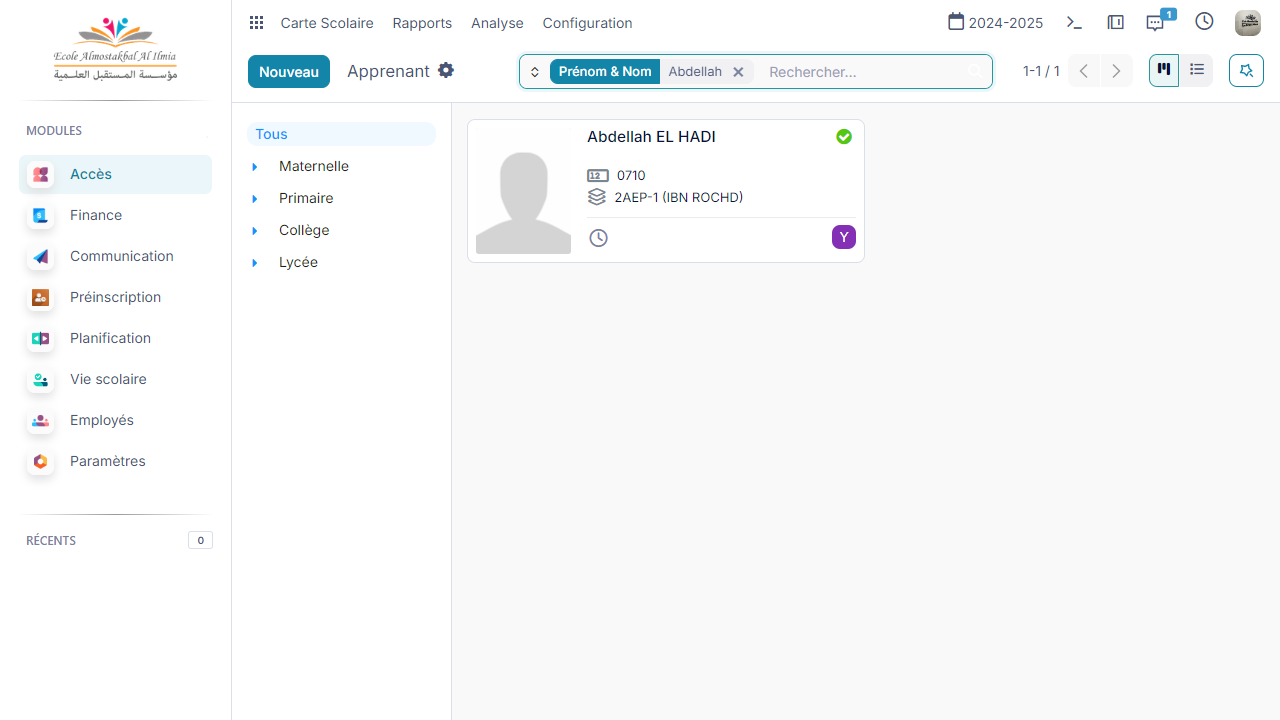 Ecole Almostakbal Al Ilmia
مؤسسة المستقبل العلمية
MODULES
Accès
Finance
Communication
Préinscription
Planification
Vie scolaire
Employés
Paramètres
RÉCENTS
0
Carte Scolaire
Rapports
Analyse
Configuration
2024-2025
1
Nouveau
Apprenant
Prénom & Nom
Abdellah
Rechercher...
1-1 / 1
Tous
Maternelle
Primaire
Collège
Lycée
Abdellah EL HADI
12
0710
2AEP-1 (IBN ROCHD)
Y